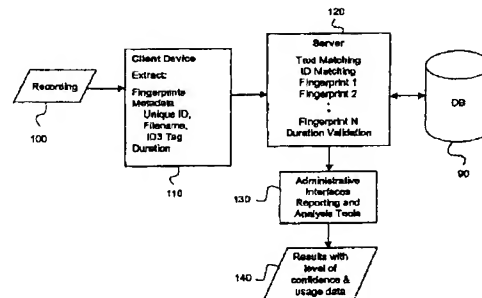 120
Server
Text Matching
ID Matching
Fingerprint 1
Fingerprint 2
⋮
Fingerprint N
Duration Validation
Client Device
Extract:
Fingerprints
Metadata
Unique ID,
Filename,
ID3 Tag
Duration
110
Recording
100
DB
90
130
Administrative
Interfaces
Reporting and
Analysis Tools
140
Results with
level of
confidence &
usage data